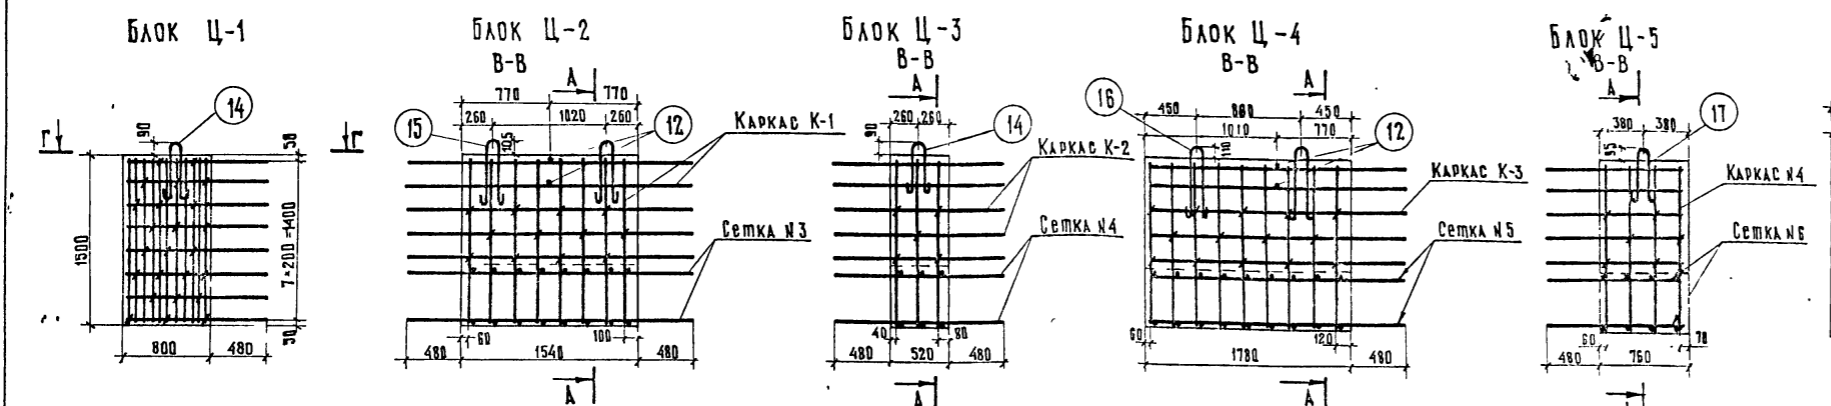 Блок Ц-1
14
90
Г
Г
50
1500
7×200=1400
50
800
480
Блок Ц-2
В-В
А
770
770
260
1020
260
15
105
12
Каркас К-1
Сетка N3
60
100
480
1540
480
А
Блок Ц-3
В-В
А
260
260
90
14
Каркас К-2
Сетка N4
40
80
480
520
480
А
Блок Ц-4
В-В
А
16
450
880
450
1010
770
110
12
Каркас К-3
Сетка N5
60
120
1780
480
А
Блок Ц-5
В-В
А
380
380
17
95
Каркас N4
Сетка N6
60
70
480
760